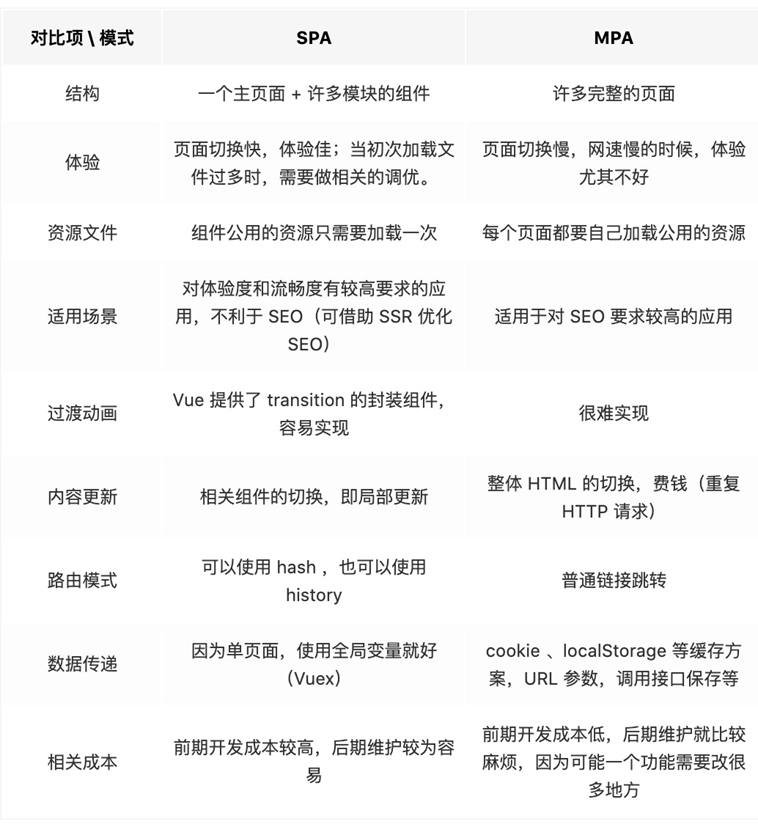 对比项 \ 模式 SPA MPA
结构 一个主页面 + 许多模块的组件 许多完整的页面
体验 页面切换快，体验佳；当初次加载文 页面切换慢，网速慢的时候，体验
件过多时，需要做相关的调优。 尤其不好
资源文件 组件公用的资源只需要加载一次 每个页面都要自己加载公用的资源
对体验度和流畅度有较高要求的应
适用场景 用，不利于 SEO（可借助 SSR 优化 适用于对 SEO 要求较高的应用
SEO）
过渡动画 Vue 提供了 transition 的封装组件， 很难实现
容易实现
内容更新 相关组件的切换，即局部更新 整体 HTML 的切换，费钱（重复
HTTP 请求）
路由模式 可以使用 hash ，也可以使用 普通链接跳转
history
数据传递 因为单页面，使用全局变量就好 cookie 、localStorage 等缓存方
（Vuex） 案，URL 参数，调用接口保存等
相关成本 前期开发成本较高，后期维护较为容 前期开发成本低，后期维护就比较
易 麻烦，因为可能一个功能需要改很
多地方